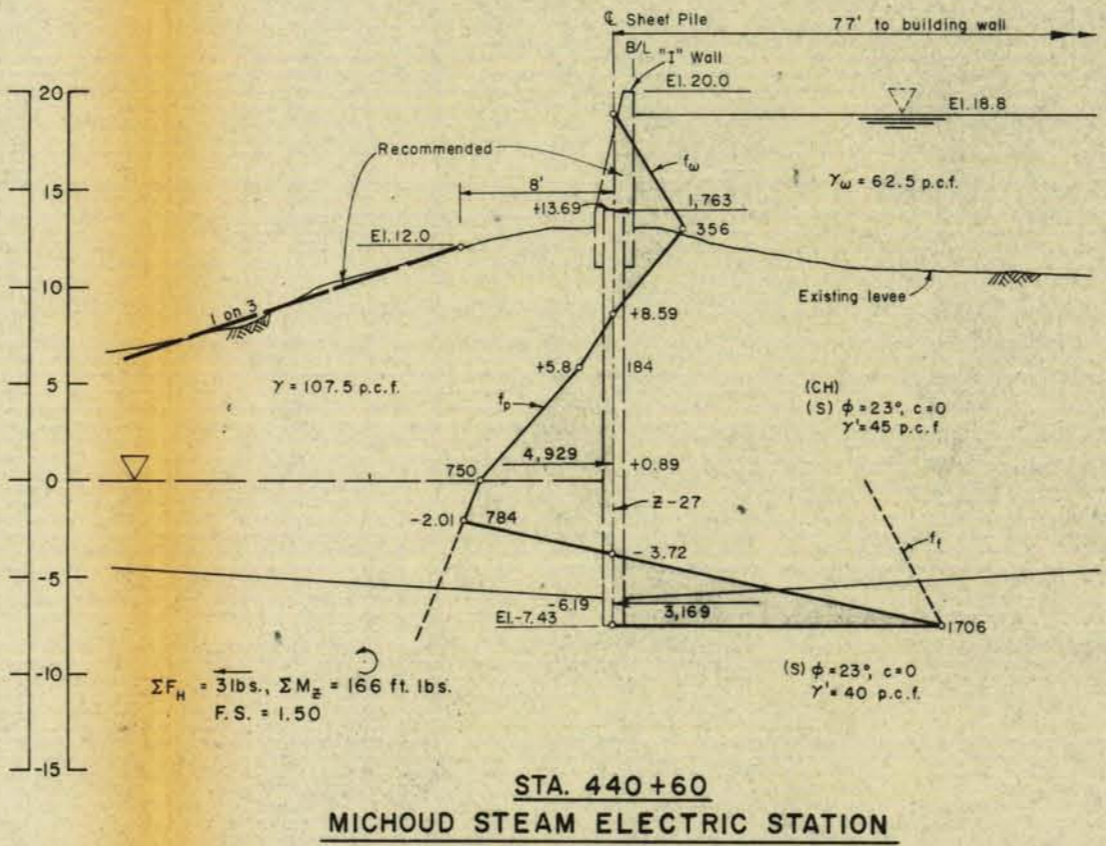 ℄ Sheet Pile
77' to building wall
B/L
"I" Wall
El. 20.0
El. 18.8
20
15
10
5
0
-5
-10
-15
Recommended
8'
fω
γω = 62.5 p.c.f.
+13.69
1,763
356
El. 12.0
1 on 3
Existing levee
+8.59
+5.8
184
γ = 107.5 p.c.f.
fp
(CH)
(S) ϕ = 23°, c=0
γ' = 45 p.c.f
4,929
+0.89
750
Z-27
-2.01
784
-3.72
ff
-6.19
3,169
El.-7.43
1706
ΣFH = 3 lbs., ΣMz = 166 ft. lbs.
F.S. = 1.50
(S) ϕ = 23°, c=0
γ' = 40 p.c.f.
STA. 440+60
MICHOUD STEAM ELECTRIC STATION